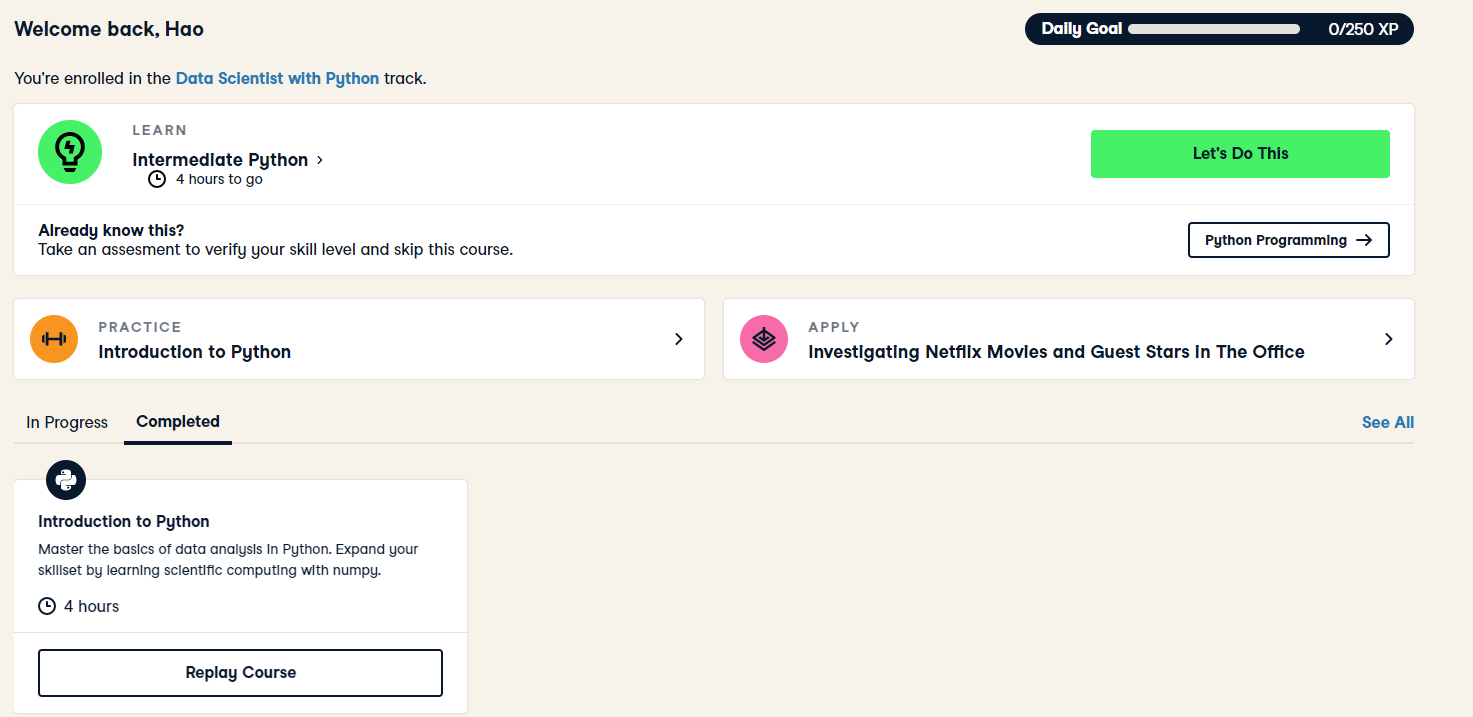 Welcome back, Hao
Daily Goal 0/250 XP
You're enrolled in the Data Scientist with Python track.
LEARN
Intermediate Python
4 hours to go
Let's Do This
Already know this?
Take an assesment to verify your skill level and skip this course.
Python Programming
PRACTICE
Introduction to Python
APPLY
Investigating Netflix Movies and Guest Stars in The Office
In Progress
Completed
See All
Introduction to Python
Master the basics of data analysis in Python. Expand your
skillset by learning scientific computing with numpy.
4 hours
Replay Course